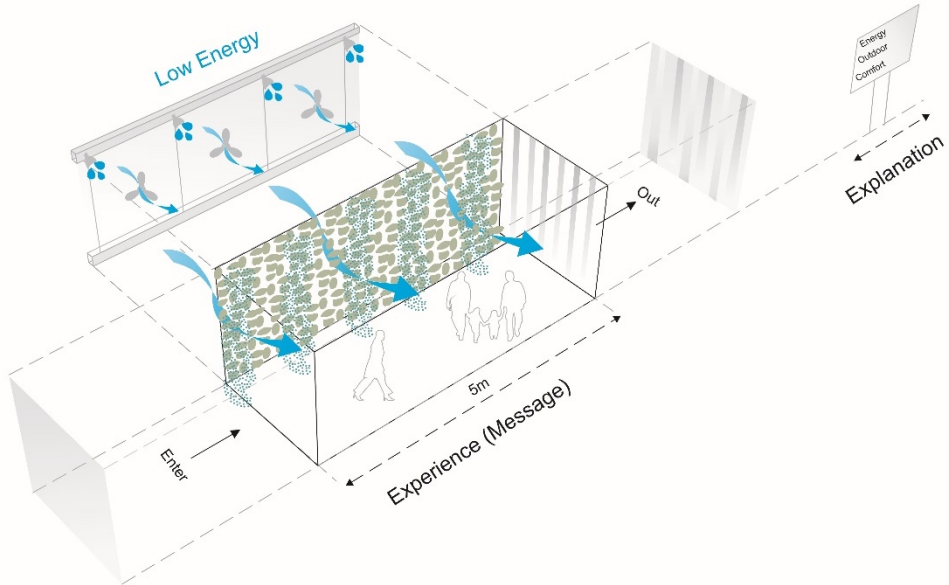 Low Energy
Energy
Outdoor
Comfort
Explanation
Out
5m
Experience (Message)
Enter